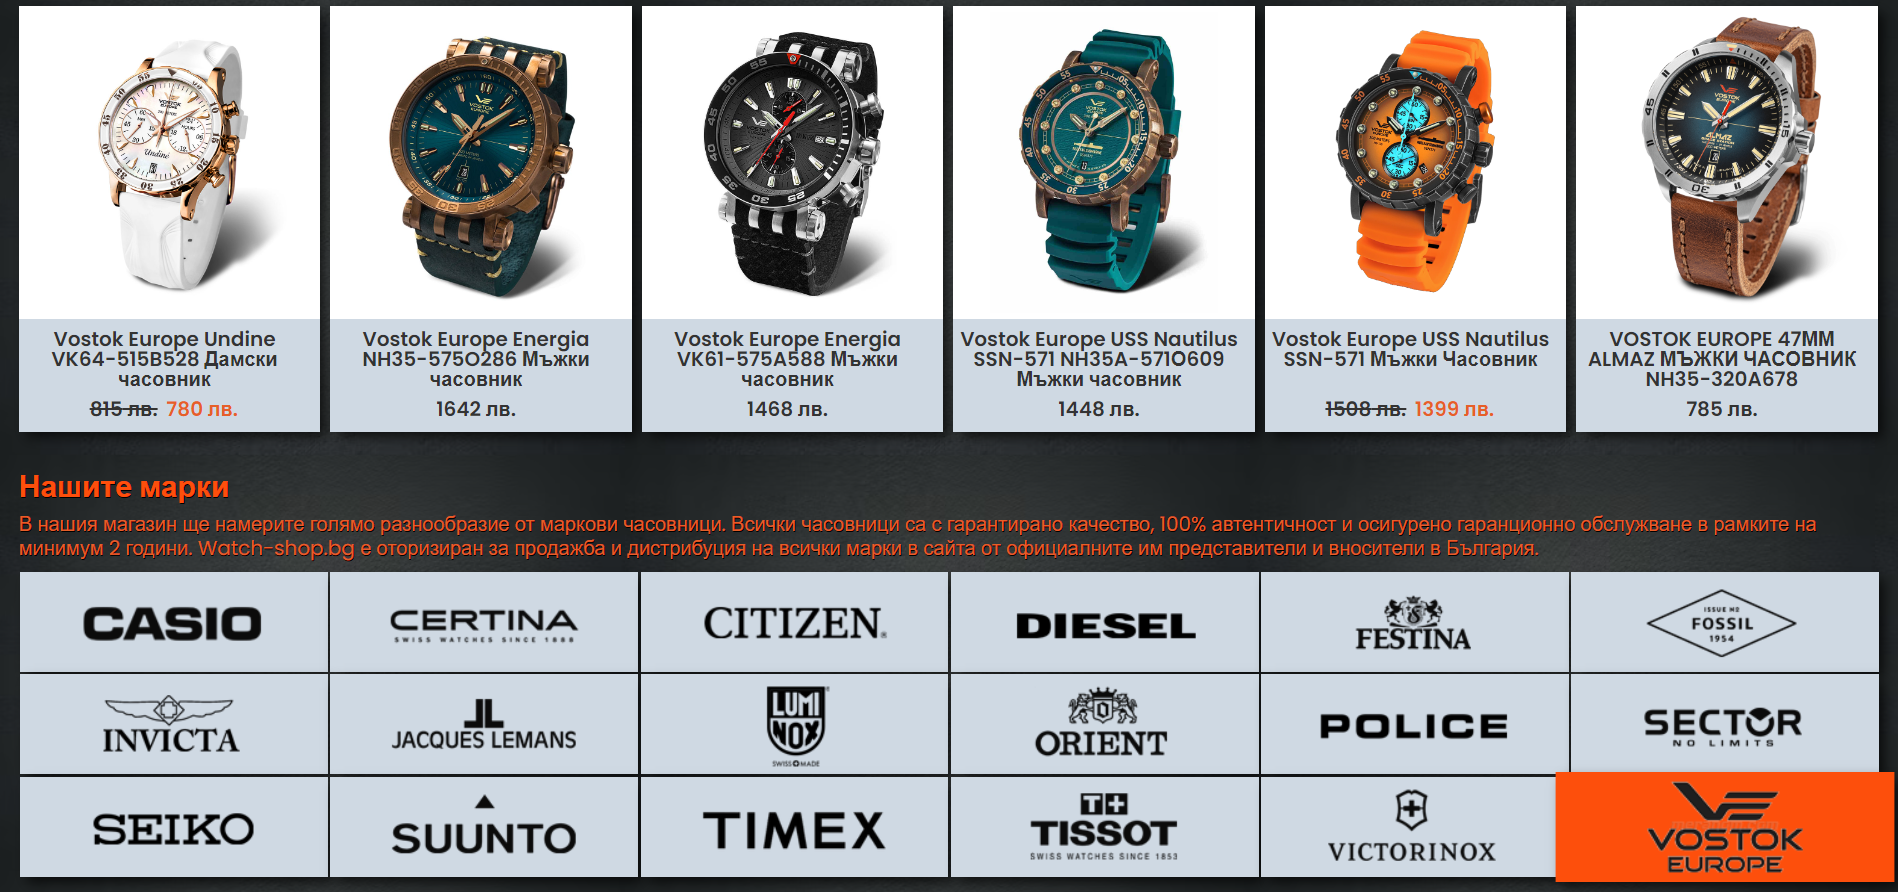 Vostok Europe Undine
VK64-515B528 Дамски
часовник
815 лв. 780 лв.
Vostok Europe Energia
NH35-575O286 Мъжки
часовник
1642 лв.
Vostok Europe Energia
VK61-575A588 Мъжки
часовник
1468 лв.
Vostok Europe USS Nautilus
SSN-571 NH35A-571O609
Мъжки часовник
1448 лв.
Vostok Europe USS Nautilus
SSN-571 Мъжки Часовник
1508 лв. 1399 лв.
VOSTOK EUROPE 47MM
ALMAZ МЪЖКИ ЧАСОВНИК
NH35-320A678
785 лв.
Нашите марки
В нашия магазин ще намерите голямо разнообразие от маркови часовници. Всички часовници са с гарантирано качество, 100% автентичност и осигурено гаранционно обслужване в рамките на
минимум 2 години. Watch-shop.bg е оторизиран за продажба и дистрибуция на всички марки в сайта от официалните им представители и вносители в България.
CASIO
CERTINA
SWISS WATCHES SINCE 1888
CITIZEN
DIESEL
FESTINA
ISSUE NO
FOSSIL
1954
INVICTA
JL
JACQUES LEMANS
LUMI
NOX
SWISS MADE
ORIENT
POLICE
SECTOR
NO LIMITS
SEIKO
SUUNTO
TIMEX
T+
TISSOT
SWISS WATCHES SINCE 1853
VICTORINOX
VE
VOSTOK
EUROPE